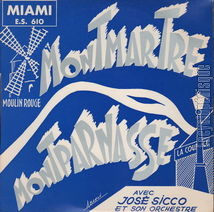 MIAMI
E.S. 610
MONTMARTRE
MOULIN ROUGE
MONTPARNASSE
LA COUPOLE
AVEC
JOSÉ SICCO
ET SON ORCHESTRE